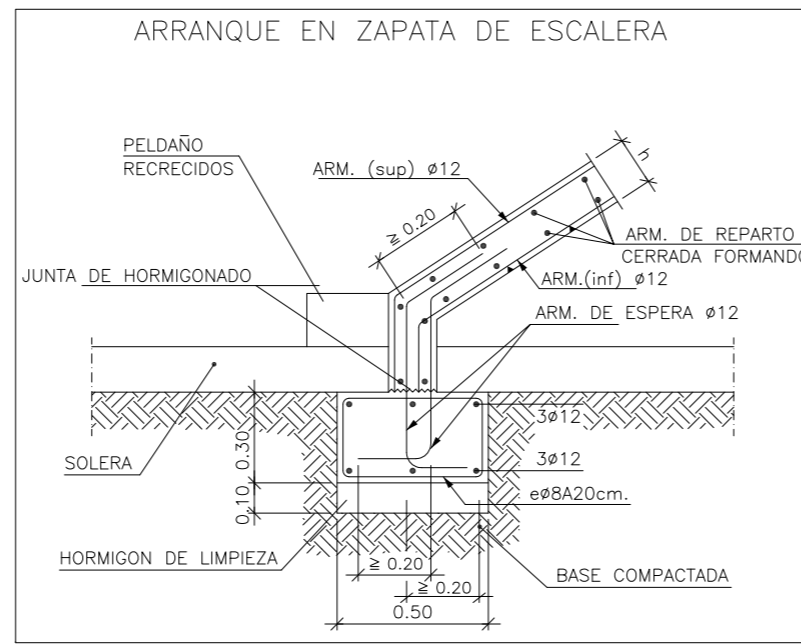 ARRANQUE EN ZAPATA DE ESCALERA
PELDAÑO
RECRECIDOS
ARM. (sup) ø12
h
≥ 0.20
ARM. DE REPARTO
CERRADA FORMANDO
JUNTA DE HORMIGONADO
ARM.(inf) ø12
ARM. DE ESPERA ø12
SOLERA
0.30
3ø12
3ø12
0.10
eø8A20cm.
HORMIGON DE LIMPIEZA
≥ 0.20
BASE COMPACTADA
≥ 0.20
0.50